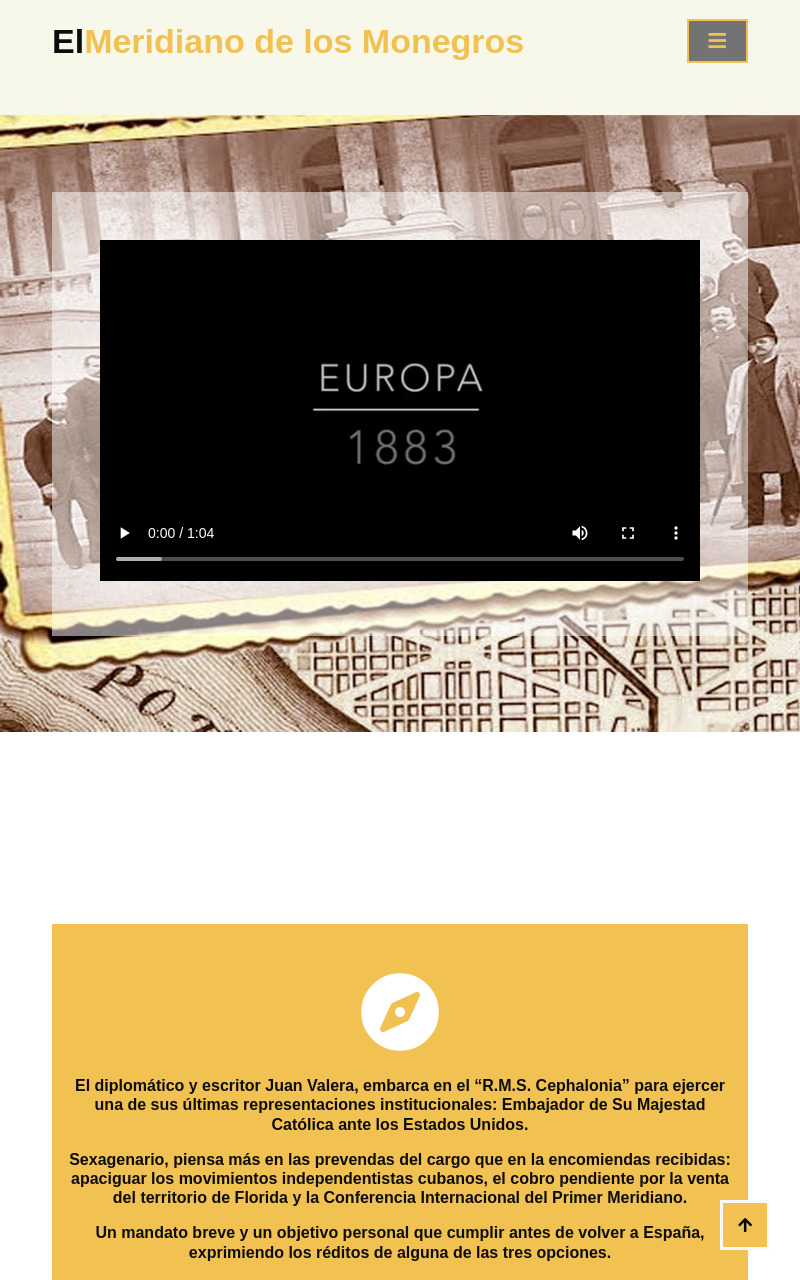 ElMeridiano de los Monegros
EUROPA
1883
0:00 / 1:04
POT
El diplomático y escritor Juan Valera, embarca en el “R.M.S. Cephalonia” para ejercer
una de sus últimas representaciones institucionales: Embajador de Su Majestad
Católica ante los Estados Unidos.
Sexagenario, piensa más en las prevendas del cargo que en la encomiendas recibidas:
apaciguar los movimientos independentistas cubanos, el cobro pendiente por la venta
del territorio de Florida y la Conferencia Internacional del Primer Meridiano.
Un mandato breve y un objetivo personal que cumplir antes de volver a España,
exprimiendo los réditos de alguna de las tres opciones.